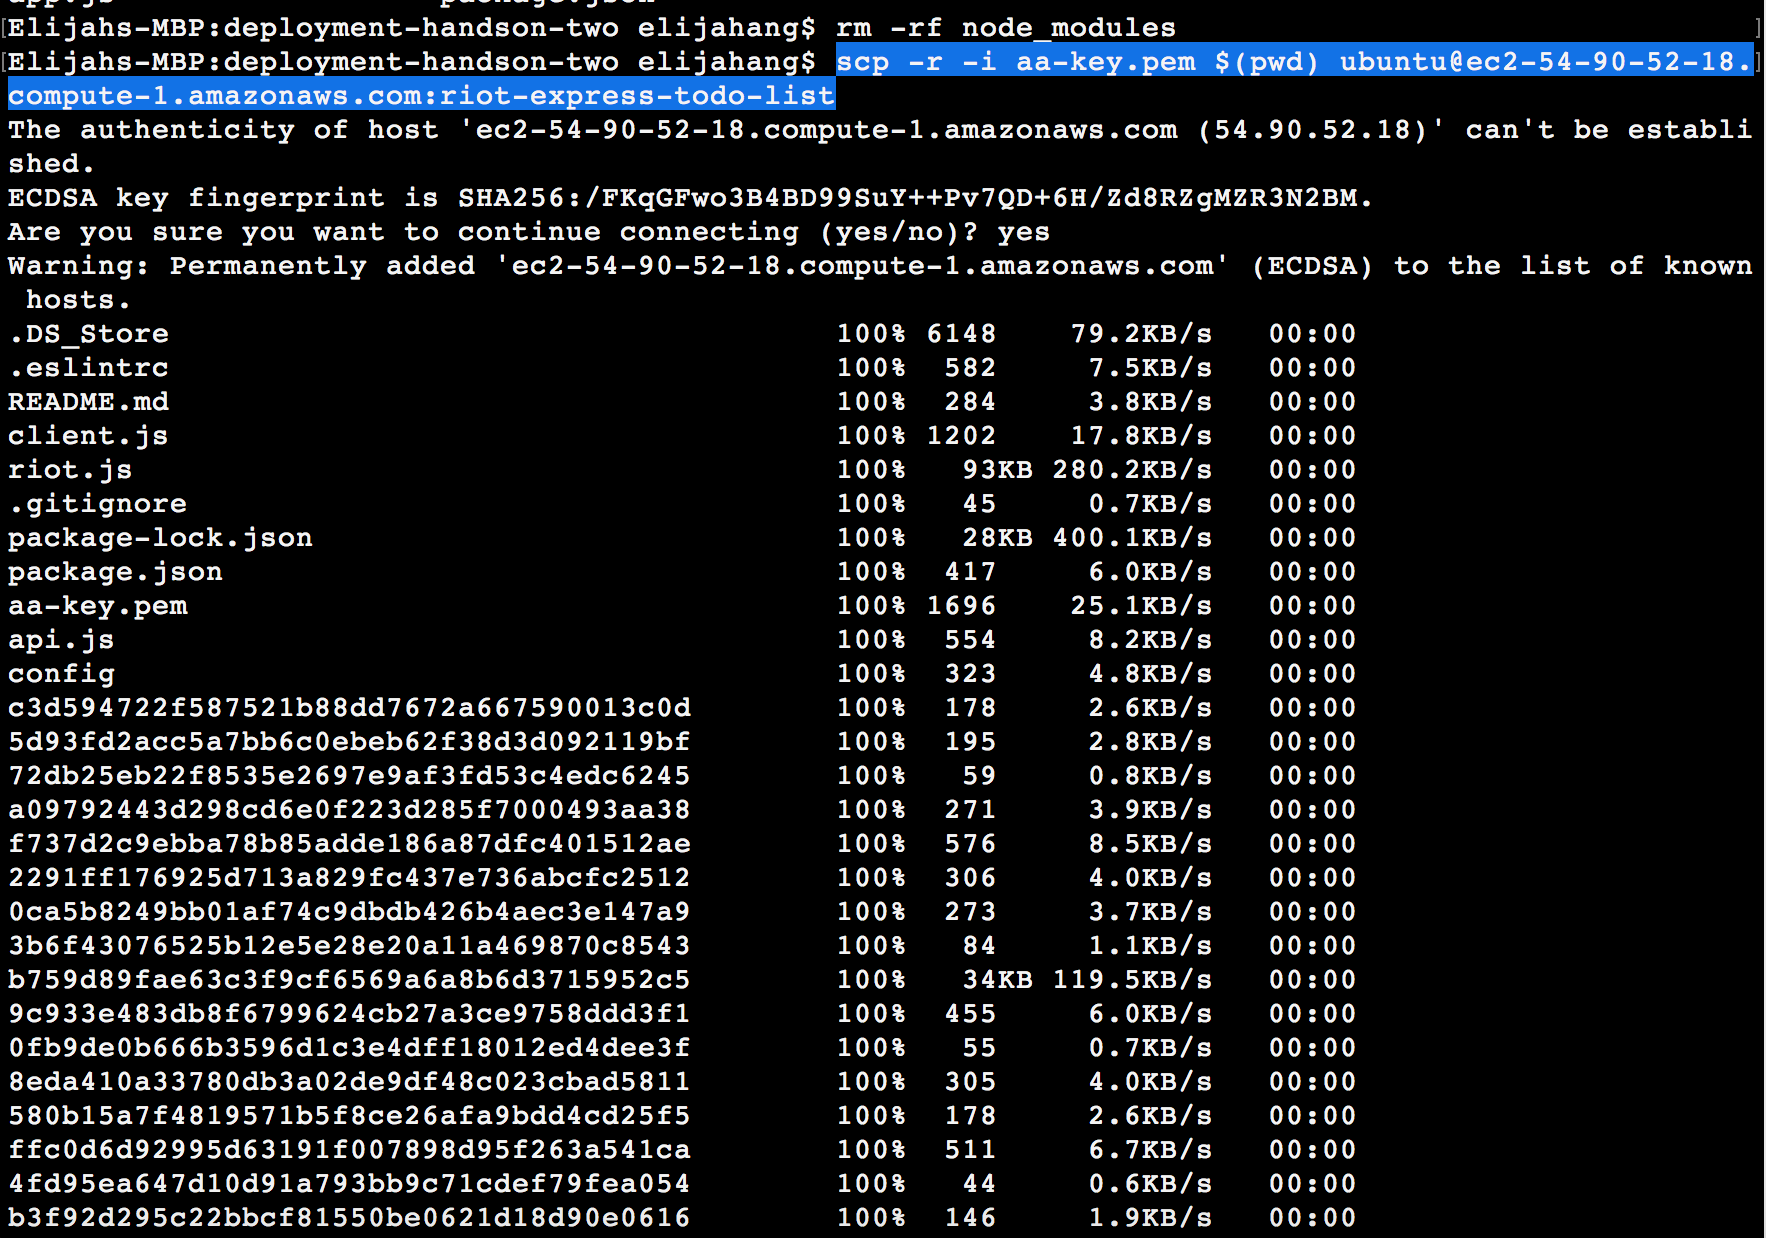 app.js package.json
[Elijahs-MBP:deployment-handson-two elijahang$ rm -rf node_modules ]
[Elijahs-MBP:deployment-handson-two elijahang$ scp -r -i aa-key.pem $(pwd) ubuntu@ec2-54-90-52-18.]
compute-1.amazonaws.com:riot-express-todo-list
The authenticity of host 'ec2-54-90-52-18.compute-1.amazonaws.com (54.90.52.18)' can't be establi
shed.
ECDSA key fingerprint is SHA256:/FKqGFwo3B4BD99SuY++Pv7QD+6H/Zd8RZgMZR3N2BM.
Are you sure you want to continue connecting (yes/no)? yes
Warning: Permanently added 'ec2-54-90-52-18.compute-1.amazonaws.com' (ECDSA) to the list of known
 hosts.
.DS_Store 100% 6148 79.2KB/s 00:00
.eslintrc 100% 582 7.5KB/s 00:00
README.md 100% 284 3.8KB/s 00:00
client.js 100% 1202 17.8KB/s 00:00
riot.js 100% 93KB 280.2KB/s 00:00
.gitignore 100% 45 0.7KB/s 00:00
package-lock.json 100% 28KB 400.1KB/s 00:00
package.json 100% 417 6.0KB/s 00:00
aa-key.pem 100% 1696 25.1KB/s 00:00
api.js 100% 554 8.2KB/s 00:00
config 100% 323 4.8KB/s 00:00
c3d594722f587521b88dd7672a667590013c0d 100% 178 2.6KB/s 00:00
5d93fd2acc5a7bb6c0ebeb62f38d3d092119bf 100% 195 2.8KB/s 00:00
72db25eb22f8535e2697e9af3fd53c4edc6245 100% 59 0.8KB/s 00:00
a09792443d298cd6e0f223d285f7000493aa38 100% 271 3.9KB/s 00:00
f737d2c9ebba78b85adde186a87dfc401512ae 100% 576 8.5KB/s 00:00
2291ff176925d713a829fc437e736abcfc2512 100% 306 4.0KB/s 00:00
0ca5b8249bb01af74c9dbdb426b4aec3e147a9 100% 273 3.7KB/s 00:00
3b6f43076525b12e5e28e20a11a469870c8543 100% 84 1.1KB/s 00:00
b759d89fae63c3f9cf6569a6a8b6d3715952c5 100% 34KB 119.5KB/s 00:00
9c933e483db8f6799624cb27a3ce9758ddd3f1 100% 455 6.0KB/s 00:00
0fb9de0b666b3596d1c3e4dff18012ed4dee3f 100% 55 0.7KB/s 00:00
8eda410a33780db3a02de9df48c023cbad5811 100% 305 4.0KB/s 00:00
580b15a7f4819571b5f8ce26afa9bdd4cd25f5 100% 178 2.6KB/s 00:00
ffc0d6d92995d63191f007898d95f263a541ca 100% 511 6.7KB/s 00:00
4fd95ea647d10d91a793bb9c71cdef79fea054 100% 44 0.6KB/s 00:00
b3f92d295c22bbcf81550be0621d18d90e0616 100% 146 1.9KB/s 00:00